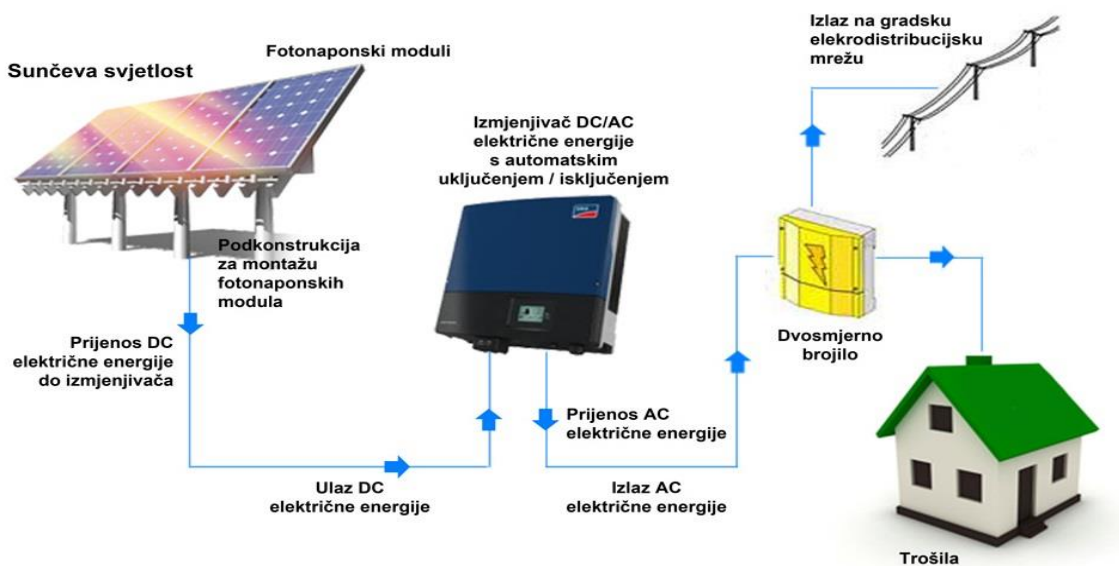 Sunčeva svjetlost
Fotonaponski moduli
Podkonstrukcija
za montažu
fotonaponskih
modula
Prijenos DC
električne energije
do izmjenjivača
Ulaz DC
električne energije
Izmjenjivač DC/AC
električne energije
s automatskim
uključenjem / isključenjem
Prijenos AC
električne energije
Izlaz AC
električne energije
Dvosmjerno
brojilo
Izlaz na gradsku
elekrodistribucijsku
mrežu
Trošila